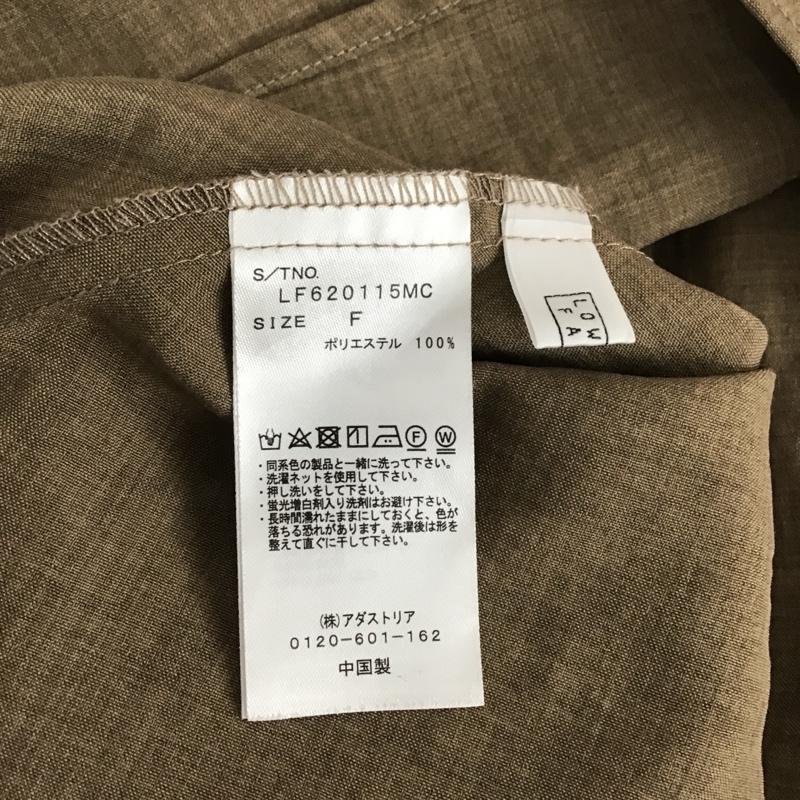 S/TNO.
LF620115MC
SIZE F
ポリエステル 100%
F
W
・同系色の製品と一緒に洗って下さい。
・洗濯ネットを使用して下さい。
・押し洗いをして下さい。
・蛍光増白剤入り洗剤はお避け下さい。
・長時間濡れたままにしておくと、色が
落ちる恐れがあります。洗濯後は形を
整えて直ぐに干して下さい。
(株)アダストリア
0120-601-162
中国製
LOW
FA